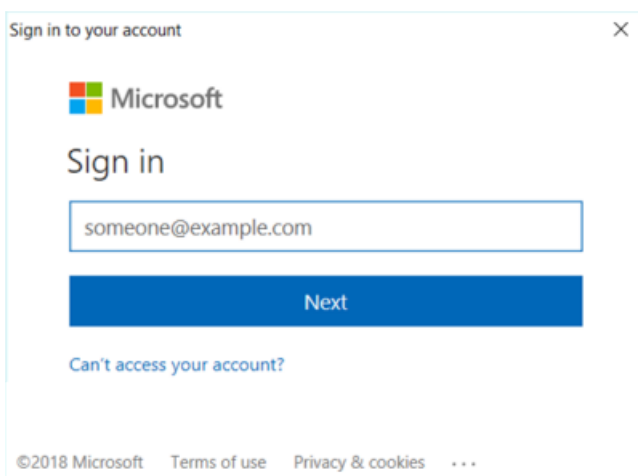 Sign in to your account
Microsoft
Sign in
someone@example.com
Next
Can't access your account?
©2018 Microsoft Terms of use Privacy & cookies ...